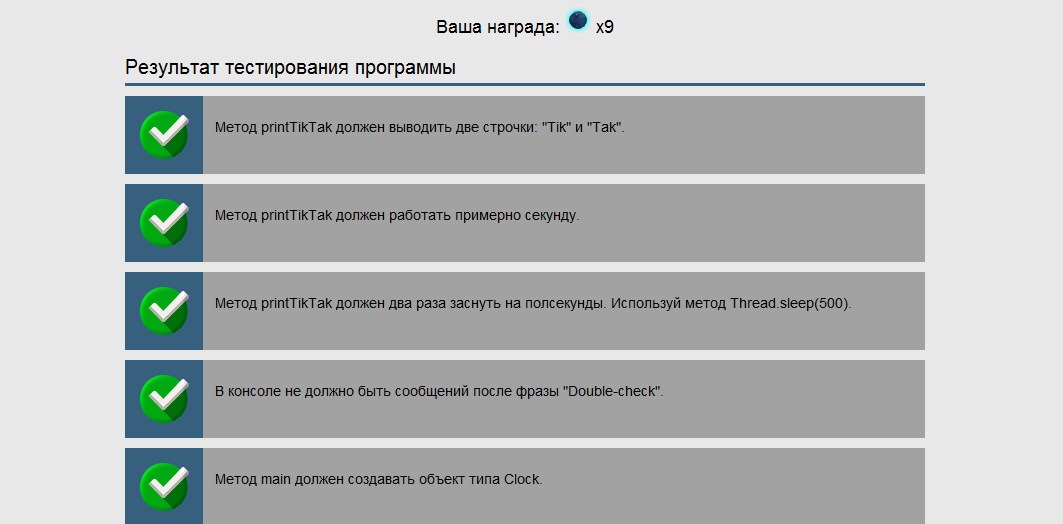 Ваша награда: x9
Результат тестирования программы
Метод printTikTak должен выводить две строчки: "Tik" и "Tak".
Метод printTikTak должен работать примерно секунду.
Метод printTikTak должен два раза заснуть на полсекунды. Используй метод Thread.sleep(500).
В консоле не должно быть сообщений после фразы "Double-check".
Метод main должен создавать объект типа Clock.